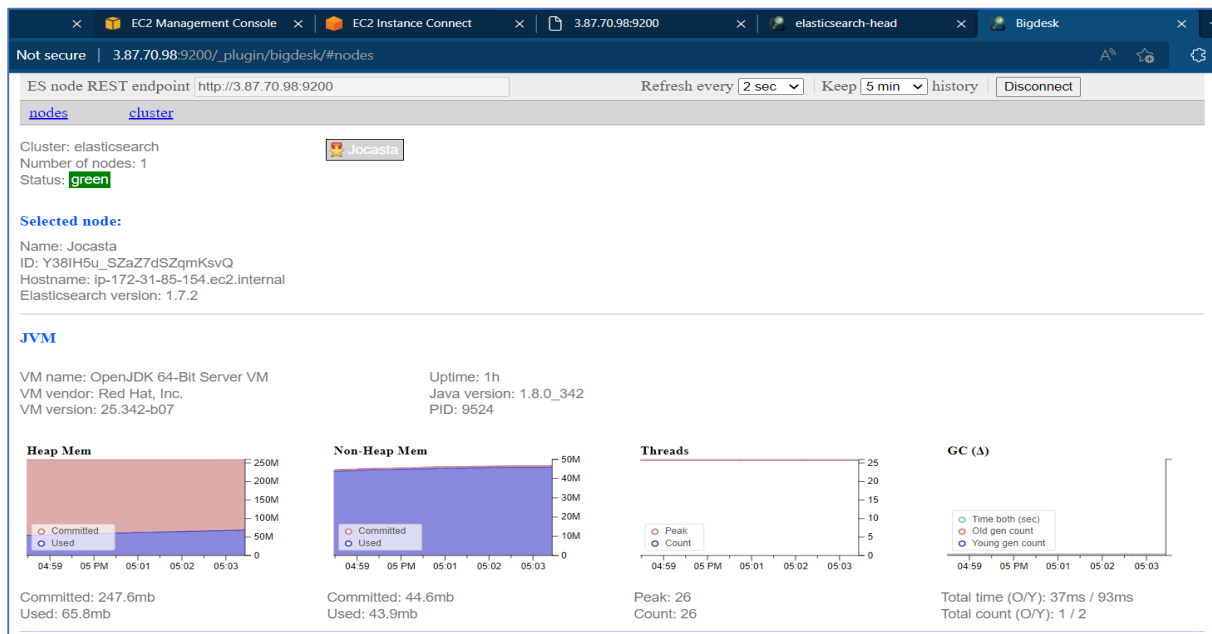 EC2 Management Console
EC2 Instance Connect
3.87.70.98:9200
elasticsearch-head
Bigdesk
Not secure | 3.87.70.98:9200/_plugin/bigdesk/#nodes
ES node REST endpoint http://3.87.70.98:9200 Refresh every 2 sec Keep 5 min history Disconnect
nodes cluster
Cluster: elasticsearch
Number of nodes: 1
Status: green
Jocasta
Selected node:
Name: Jocasta
ID: Y38IH5u_SZaZ7dSZqmKsvQ
Hostname: ip-172-31-85-154.ec2.internal
Elasticsearch version: 1.7.2
JVM
VM name: OpenJDK 64-Bit Server VM
VM vendor: Red Hat, Inc.
VM version: 25.342-b07
Uptime: 1h
Java version: 1.8.0_342
PID: 9524
Heap Mem
250M
200M
150M
100M
50M
0
Committed
Used
04:59 05 PM 05:01 05:02 05:03
Committed: 247.6mb
Used: 65.8mb
Non-Heap Mem
50M
40M
30M
20M
10M
0
Committed
Used
04:59 05 PM 05:01 05:02 05:03
Committed: 44.6mb
Used: 43.9mb
Threads
25
20
15
10
5
0
Peak
Count
04:59 05 PM 05:01 05:02 05:03
Peak: 26
Count: 26
GC (Δ)
Time both (sec)
Old gen count
Young gen count
04:59 05 PM 05:01 05:02 05:03
Total time (O/Y): 37ms / 93ms
Total count (O/Y): 1 / 2